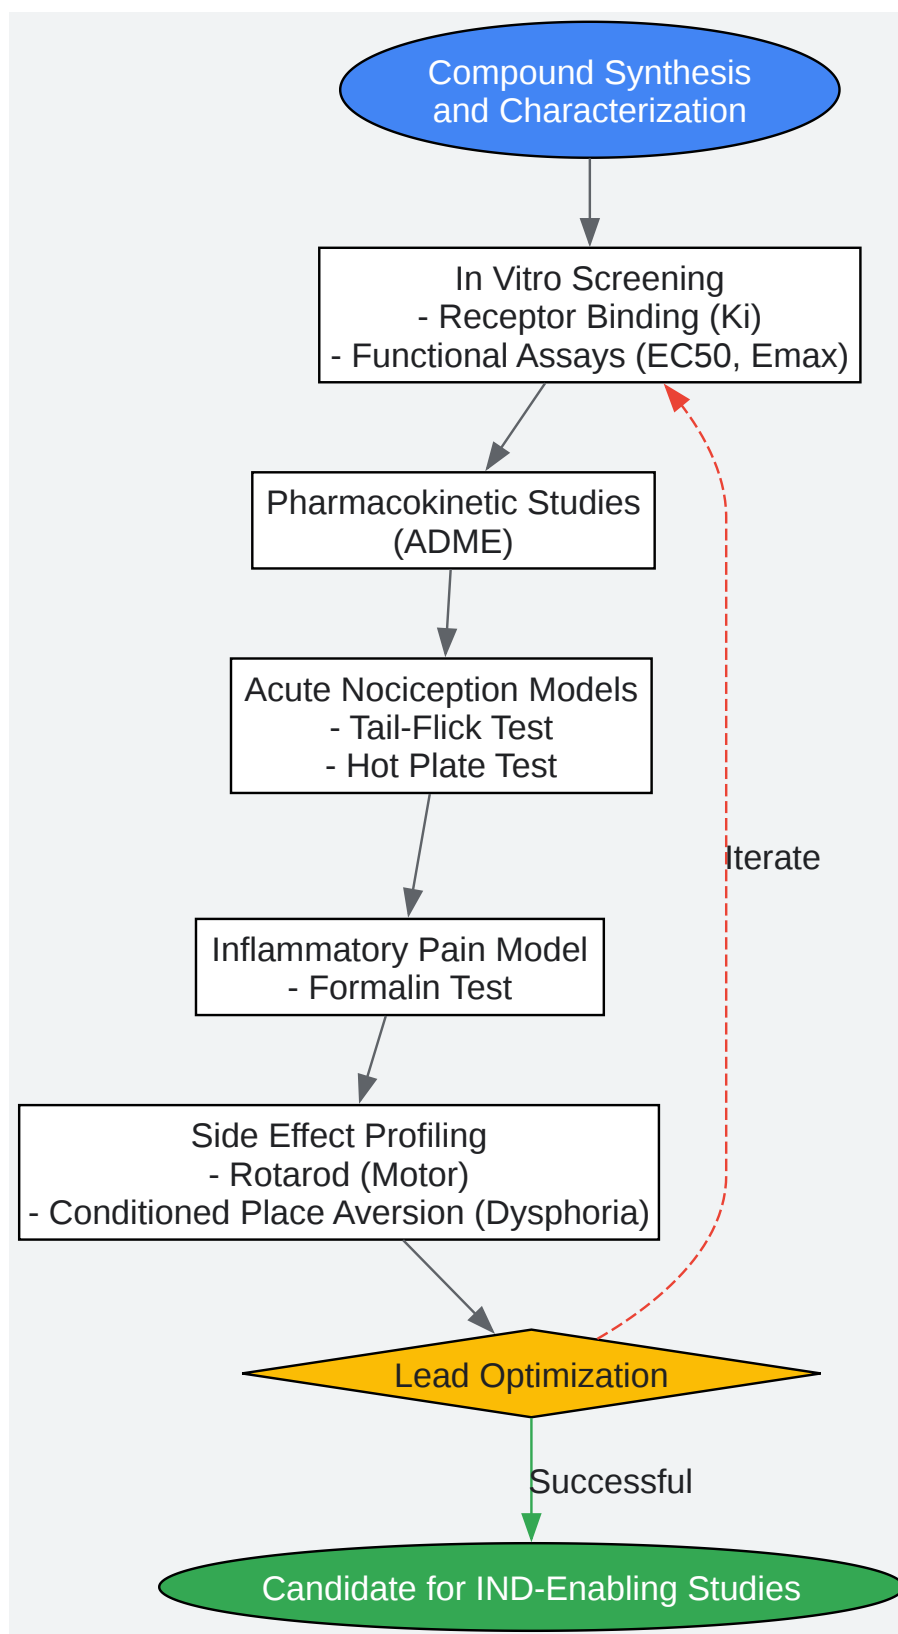 Compound Synthesis
and Characterization
In Vitro Screening
- Receptor Binding (Ki)
- Functional Assays (EC50, Emax)
Pharmacokinetic Studies
(ADME)
Acute Nociception Models
- Tail-Flick Test
- Hot Plate Test
Iterate
Inflammatory Pain Model
- Formalin Test
Side Effect Profiling
- Rotarod (Motor)
- Conditioned Place Aversion (Dysphoria)
Lead Optimization
Successful
Candidate for IND-Enabling Studies